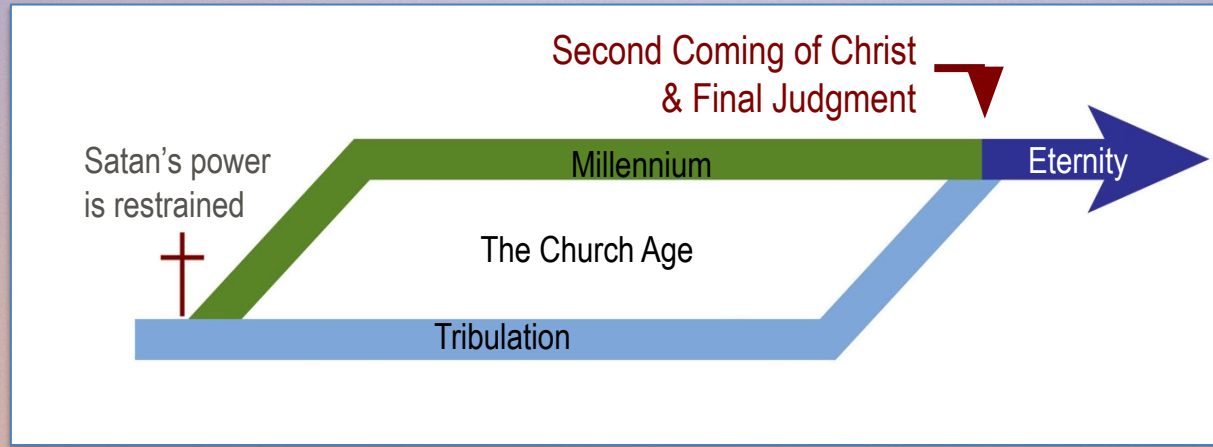 Second Coming of Christ
& Final Judgment
Satan’s power
is restrained
Millennium
Eternity
The Church Age
Tribulation